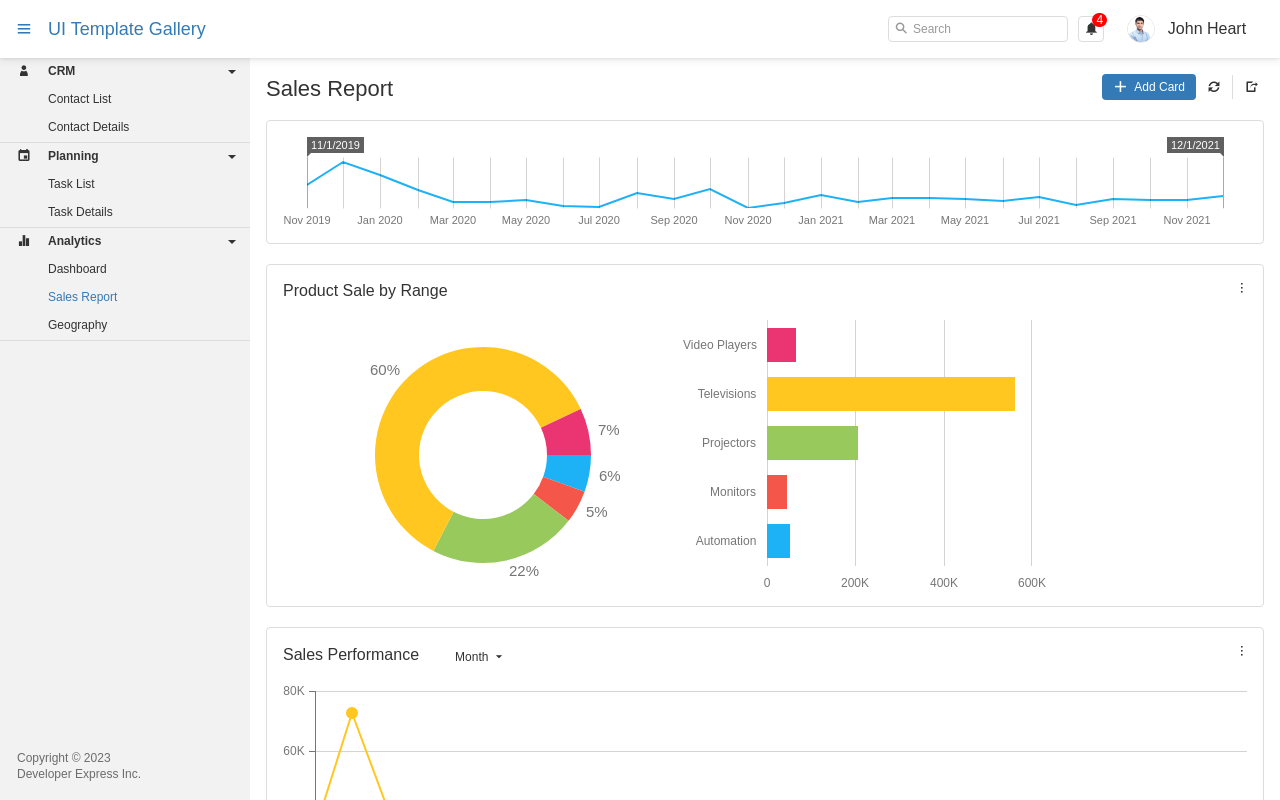 UI Template Gallery
Search
4
John Heart
CRM
Contact List
Contact Details
Planning
Task List
Task Details
Analytics
Dashboard
Sales Report
Geography
Copyright © 2023
Developer Express Inc.
Sales Report
Add Card
11/1/2019
12/1/2021
Nov 2019 Jan 2020 Mar 2020 May 2020 Jul 2020 Sep 2020 Nov 2020 Jan 2021 Mar 2021 May 2021 Jul 2021 Sep 2021 Nov 2021
Product Sale by Range
60%
7%
6%
5%
22%
Video Players
Televisions
Projectors
Monitors
Automation
0 200K 400K 600K
Sales Performance
Month
80K
60K